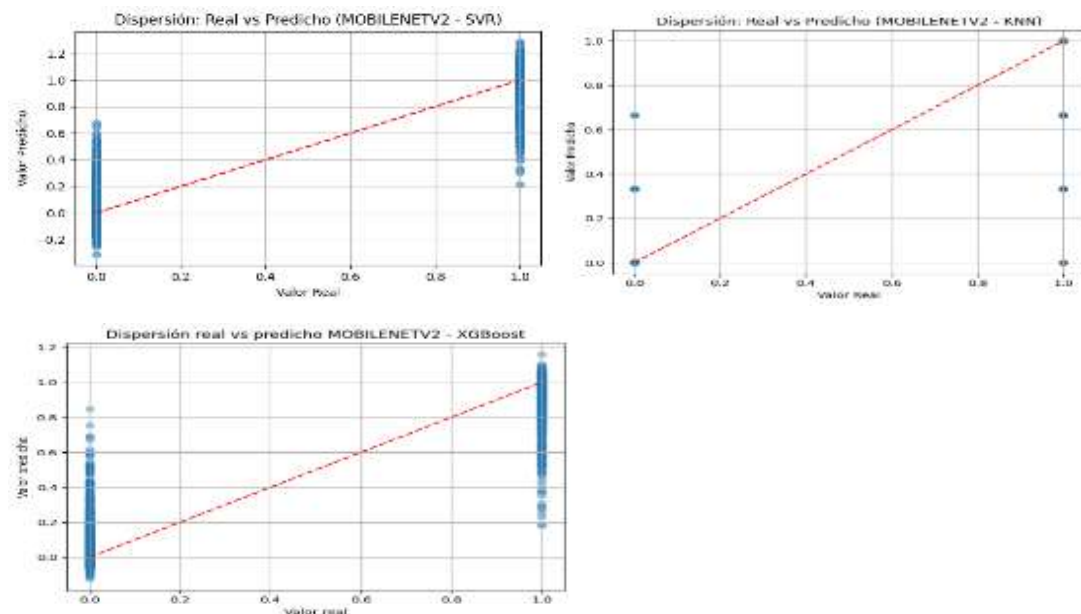 Dispersión: Real vs Predicho (MOBILENETV2 - SVR)
1.2
1.0
0.8
0.6
0.4
0.2
0.0
-0.2
Valor Predicho
0.0 0.2 0.4 0.6 0.8 1.0
Valor Real
Dispersión: Real vs Predicho (MOBILENETV2 - KNN)
1.0
0.8
0.6
0.4
0.2
0.0
Valor Predicho
0.0 0.2 0.4 0.6 0.8 1.0
Valor Real
Dispersión real vs predicho MOBILENETV2 - XGBoost
1.2
1.0
0.8
0.6
0.4
0.2
0.0
Valor predicho
0.0 0.2 0.4 0.6 0.8 1.0
Valor real